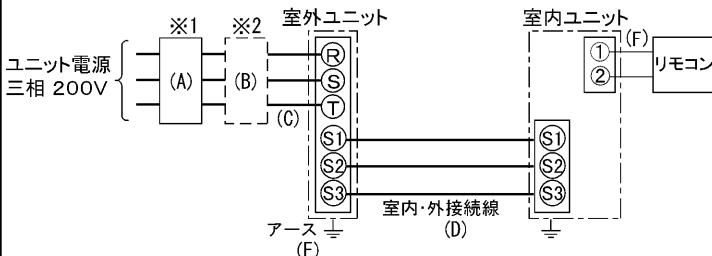 ※1
※2
室外ユニット
室内ユニット
ユニット電源
三相 200V
(A)
(B)
(C)
R
S
T
S1
S2
S3
室内・外接続線
(D)
アース
(E)
①
②
(F)
リモコン
S1
S2
S3